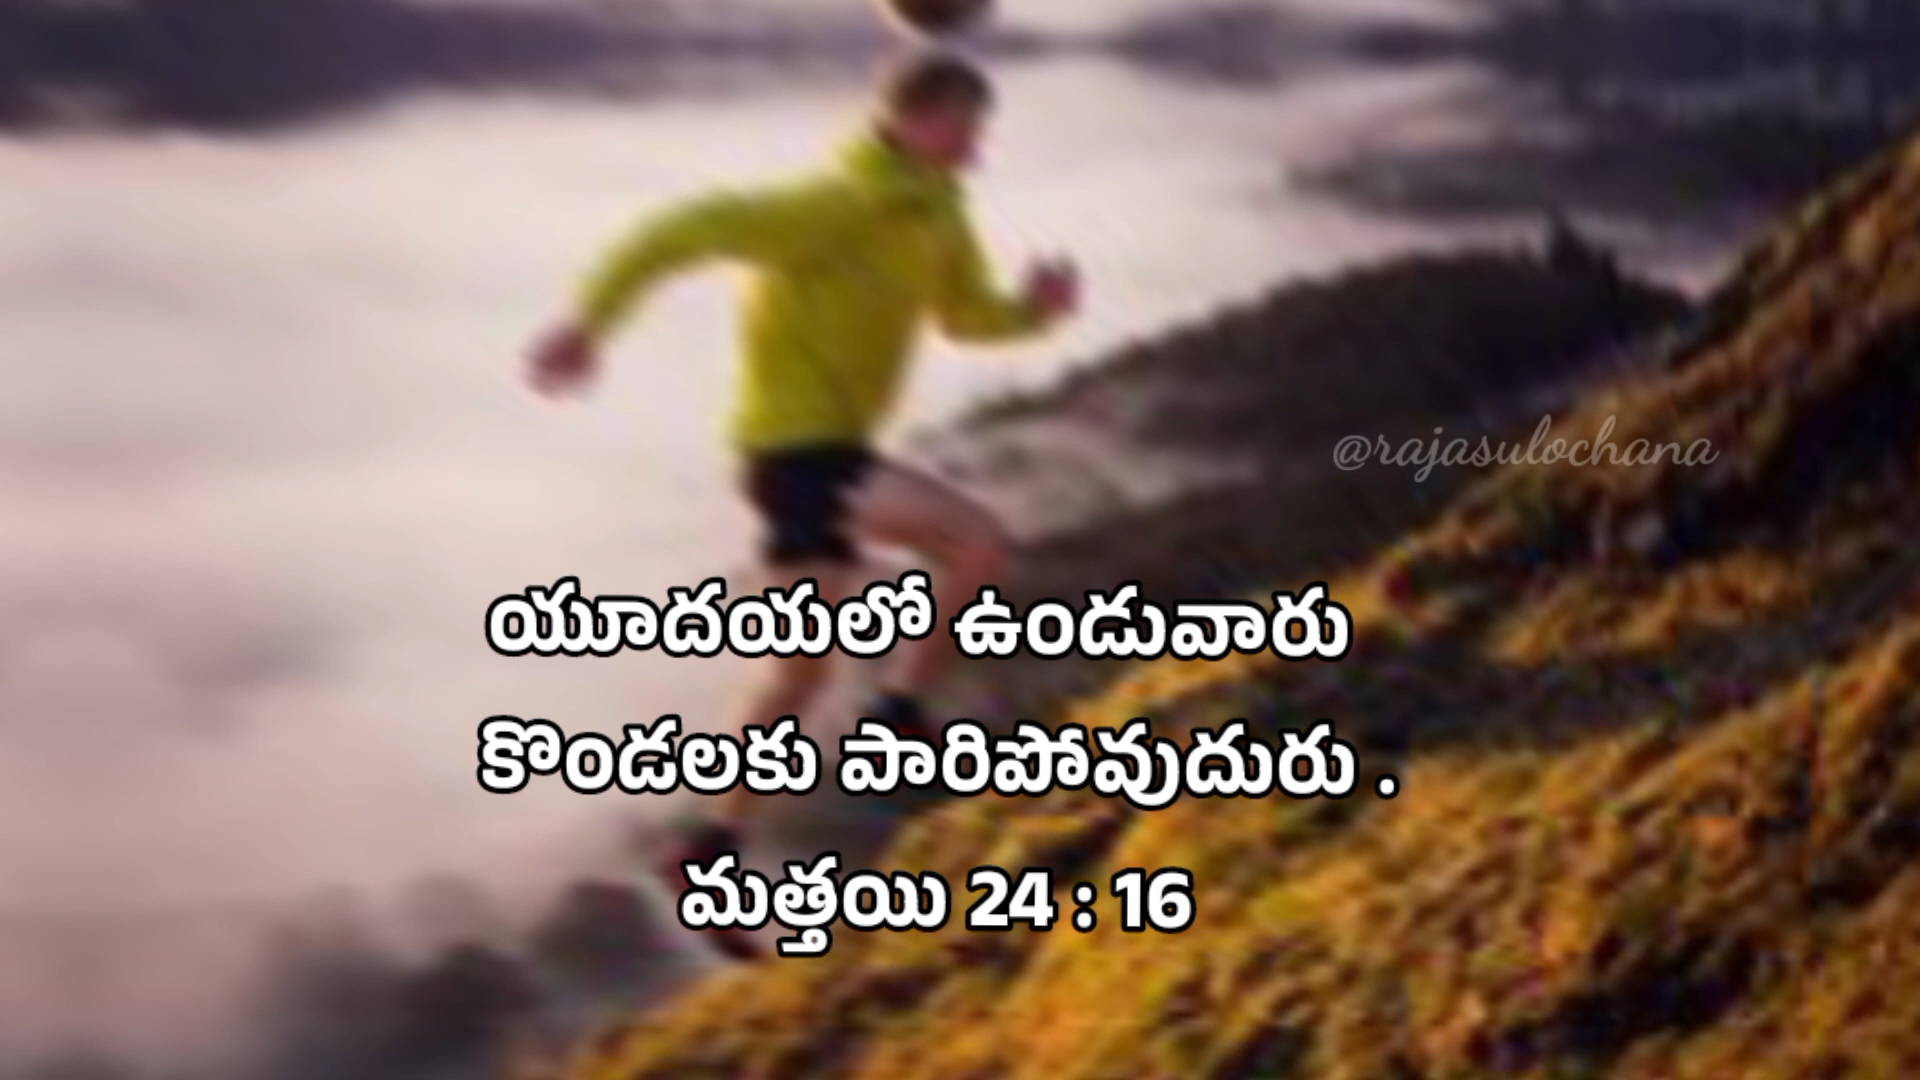 @rajasulochana
యూదయలో ఉండువారు
కొండలకు పారిపోవుదురు .
మత్తయి 24 : 16